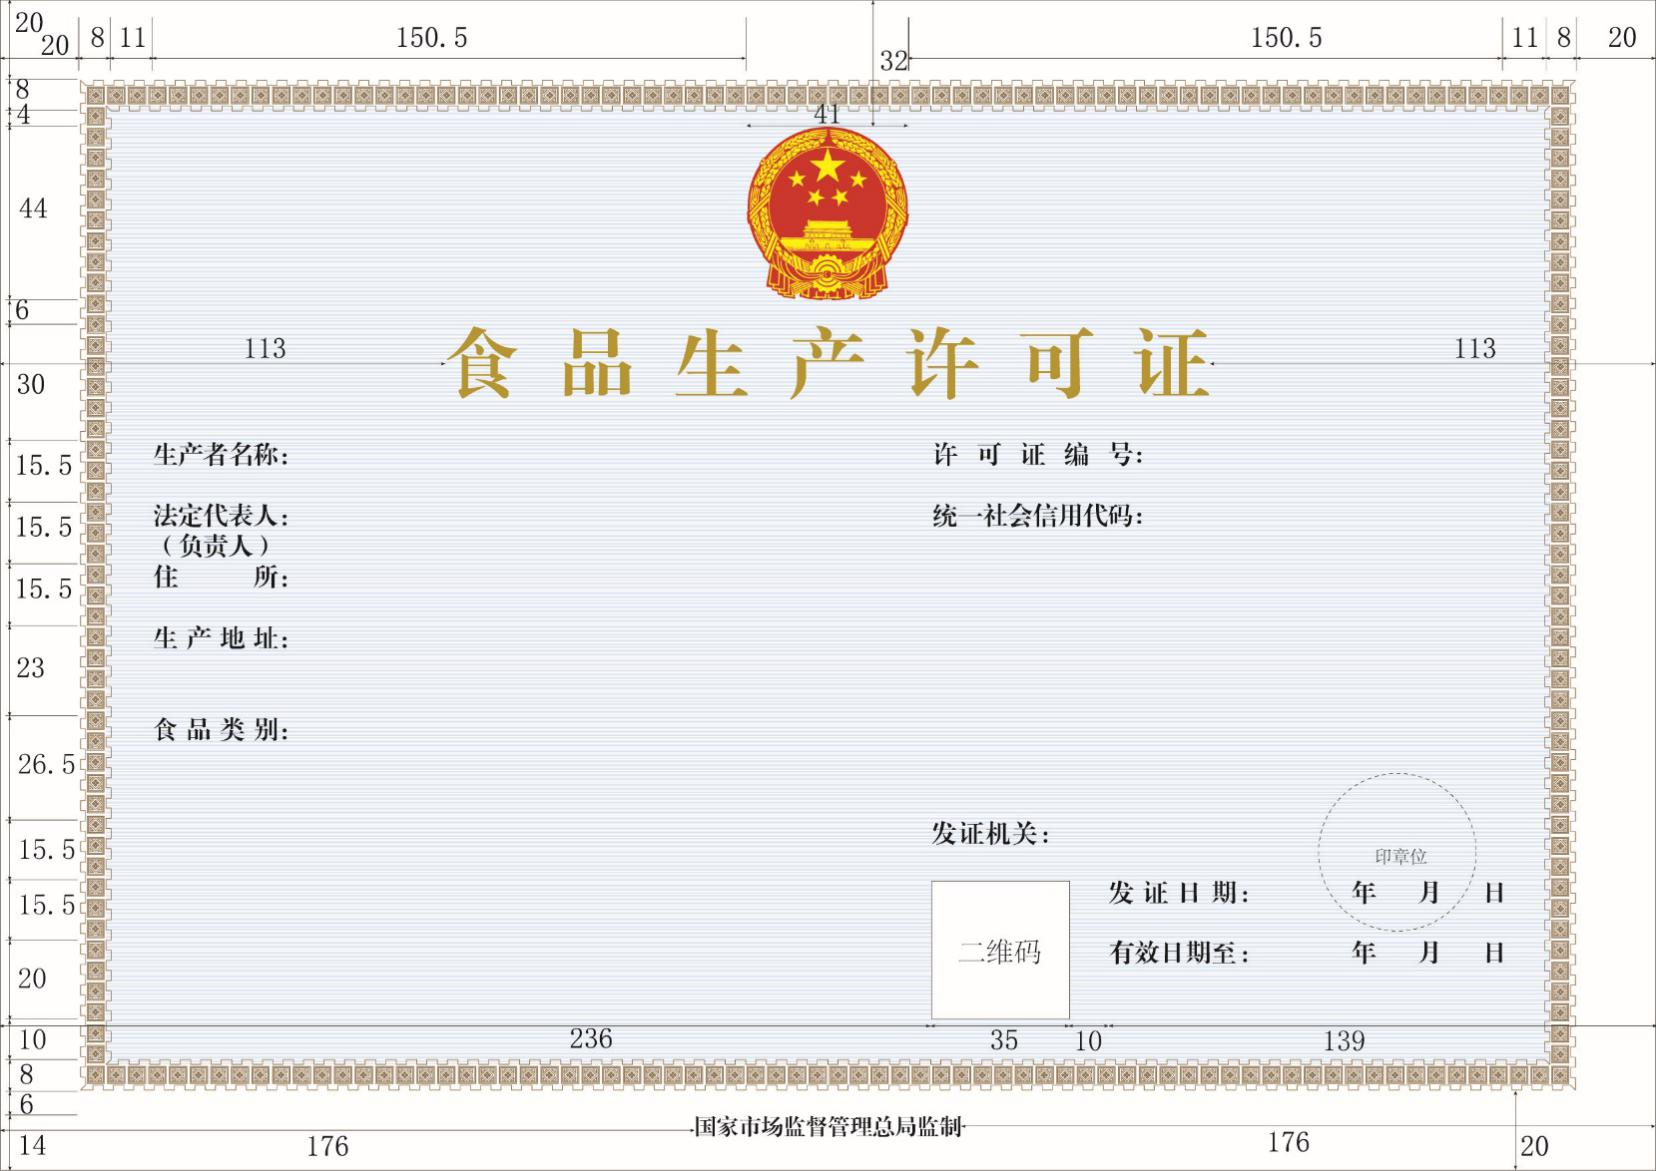 20
20 8 11 150.5 150.5 11 8 20
32
8
4 41
44
6
113 食品生产许可证 113
30
生产者名称： 许可证编号：
15.5
法定代表人： 统一社会信用代码：
15.5
（负责人）
住 所：
15.5
生产地址：
23
食品类别：
26.5
发证机关：
15.5
印章位
发证日期： 年 月 日
15.5
二维码 有效日期至： 年 月 日
20
10 236 35 10 139
8
6
国家市场监督管理总局监制
14 176 176 20